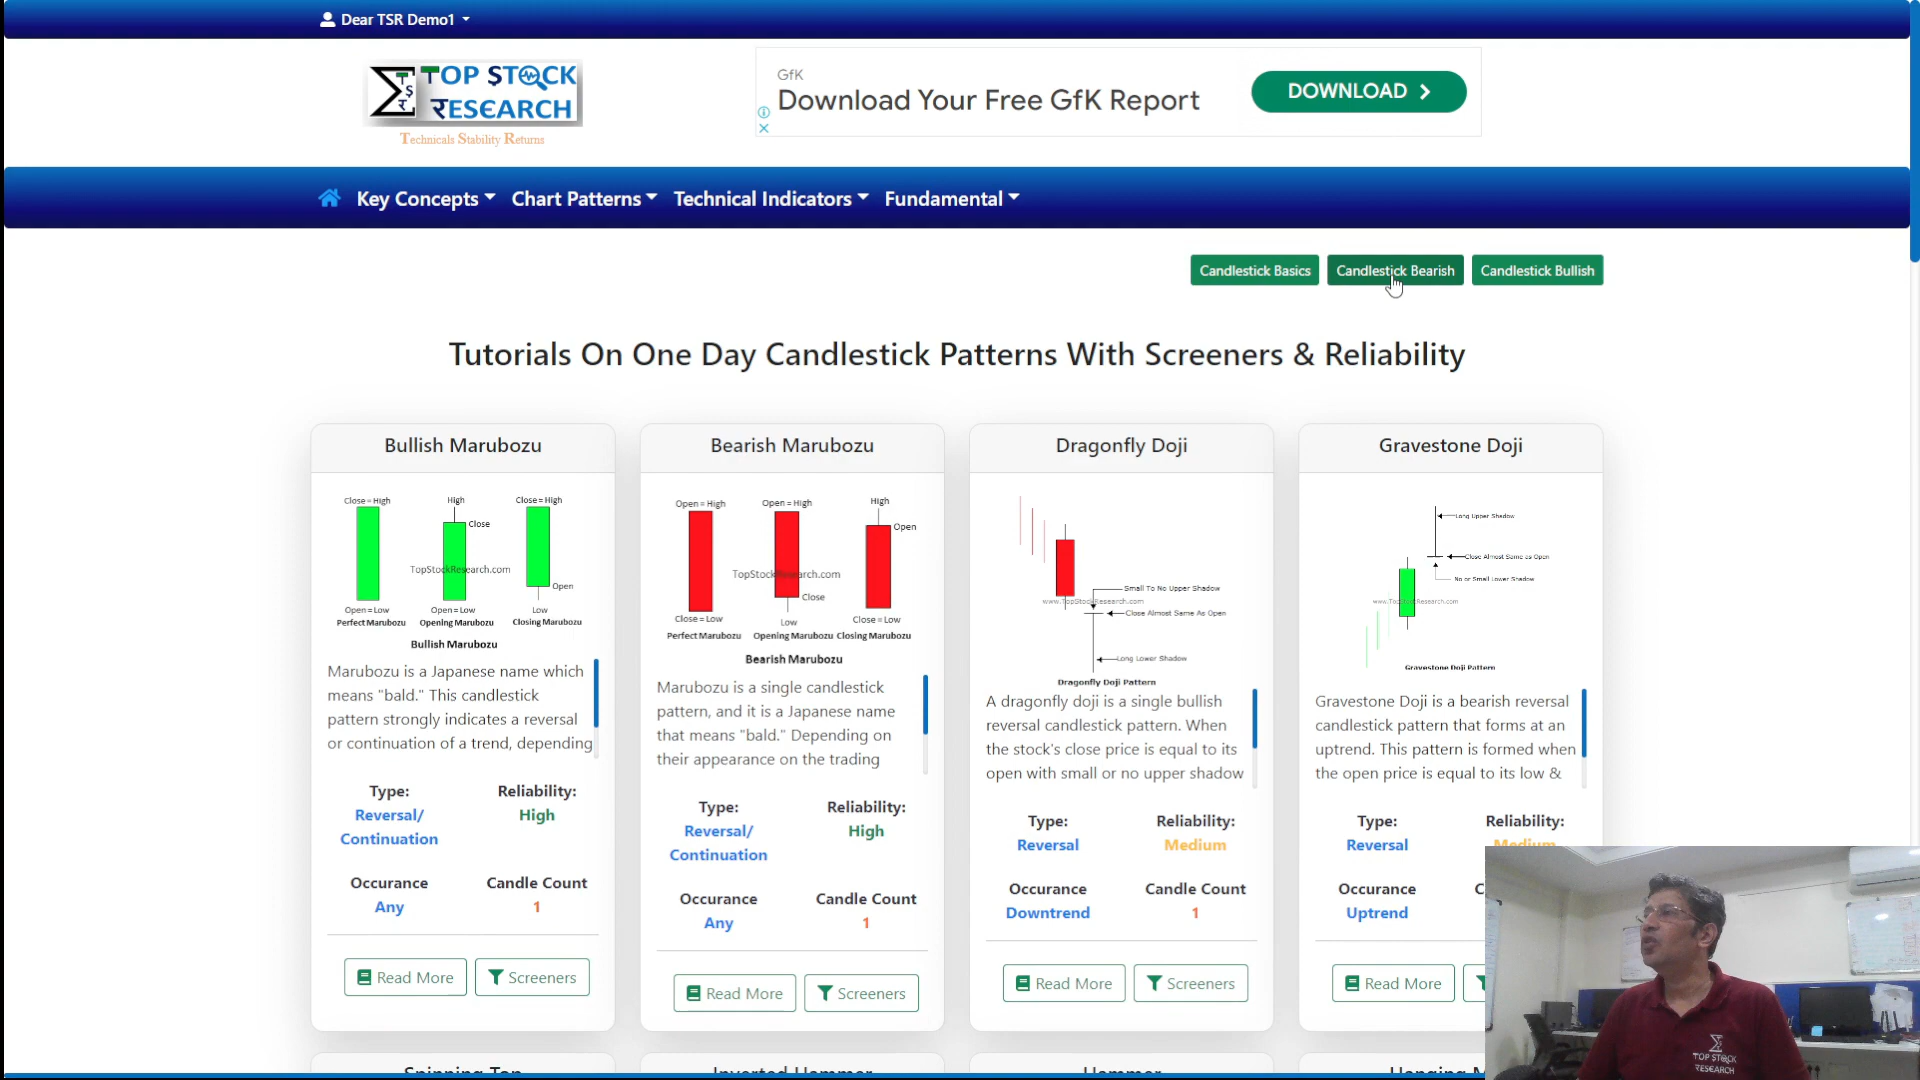 Dear TSR Demo1
TOP STOCK
RESEARCH
Technicals Stability Returns
GfK
Download Your Free GfK Report
DOWNLOAD
Key Concepts
Chart Patterns
Technical Indicators
Fundamental
Candlestick Basics
Candlestick Bearish
Candlestick Bullish
Tutorials On One Day Candlestick Patterns With Screeners & Reliability
Bullish Marubozu
Close=High
High
Close=High
Close
TopStockResearch.com
Open
Open=Low
Open=Low
Low
Perfect Marubozu
Opening Marubozu
Closing Marubozu
Bullish Marubozu
Marubozu is a Japanese name which
means "bald." This candlestick
pattern strongly indicates a reversal
or continuation of a trend, depending
Type:
Reversal/
Continuation
Reliability:
High
Occurance
Any
Candle Count
1
Read More
Screeners
Bearish Marubozu
Open=High
Open=High
High
Open
TopStockResearch.com
Close
Close=Low
Low
Close=Low
Perfect Marubozu
Opening Marubozu
Closing Marubozu
Bearish Marubozu
Marubozu is a single candlestick
pattern, and it is a Japanese name
that means "bald." Depending on
their appearance on the trading
Type:
Reversal/
Continuation
Reliability:
High
Occurance
Any
Candle Count
1
Read More
Screeners
Dragonfly Doji
Small To No Upper Shadow
www.TopStockResearch.com
Close Almost Same As Open
Long Lower Shadow
Dragonfly Doji Pattern
A dragonfly doji is a single bullish
reversal candlestick pattern. When
the stock's close price is equal to its
open with small or no upper shadow
Type:
Reversal
Reliability:
Medium
Occurance
Downtrend
Candle Count
1
Read More
Screeners
Gravestone Doji
Long Upper Shadow
Close Almost Same as Open
No or Small Lower Shadow
www.TopStockResearch.com
Gravestone Doji Pattern
Gravestone Doji is a bearish reversal
candlestick pattern that forms at an
uptrend. This pattern is formed when
the open price is equal to its low &
Type:
Reversal
Reliability:
Medium
Occurance
Uptrend
C
Read More
Spinning Top
Inverted Hammer
Hammer
Hanging M
TOP STOCK
RESEARCH